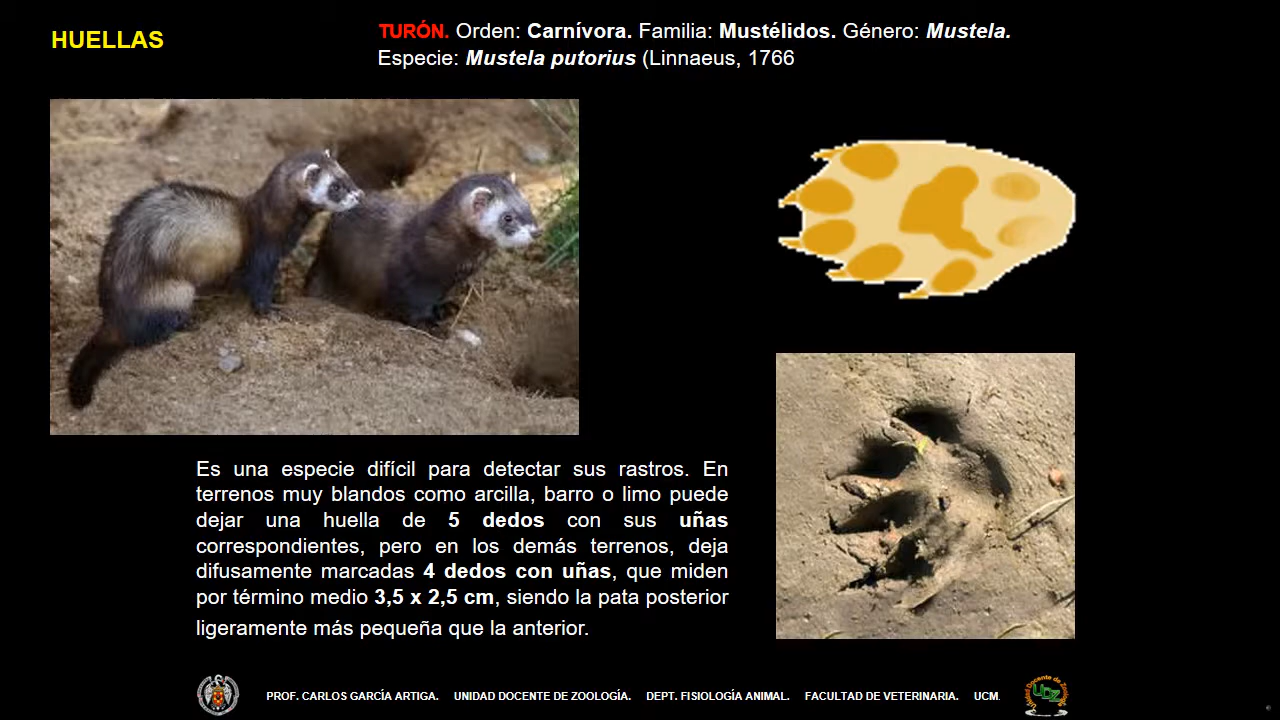 HUELLAS
TURÓN. Orden: Carnívora. Familia: Mustélidos. Género: Mustela.
Especie: Mustela putorius (Linnaeus, 1766
Es una especie difícil para detectar sus rastros. En
terrenos muy blandos como arcilla, barro o limo puede
dejar una huella de 5 dedos con sus uñas
correspondientes, pero en los demás terrenos, deja
difusamente marcadas 4 dedos con uñas, que miden
por término medio 3,5 x 2,5 cm, siendo la pata posterior
ligeramente más pequeña que la anterior.
PROF. CARLOS GARCÍA ARTIGA. UNIDAD DOCENTE DE ZOOLOGÍA. DEPT. FISIOLOGÍA ANIMAL. FACULTAD DE VETERINARIA. UCM.
Unidad Docente de Zoología
UDZ